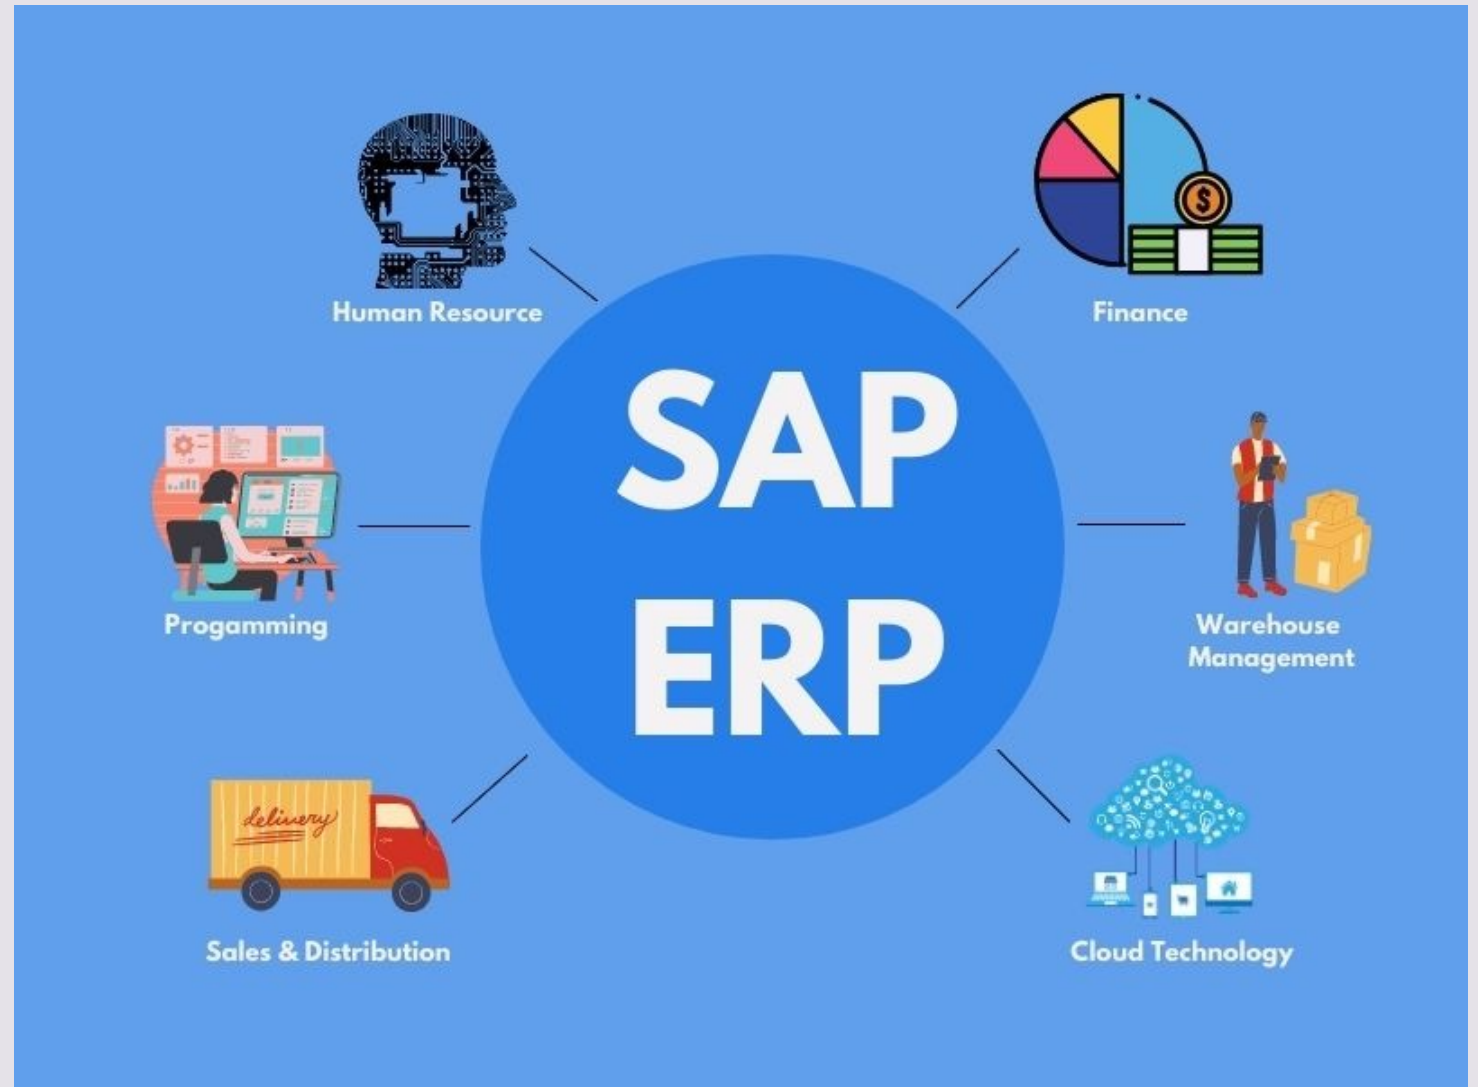 Human Resource
Finance
SAP
ERP
Progamming
Warehouse
Management
delivery
Sales & Distribution
Cloud Technology